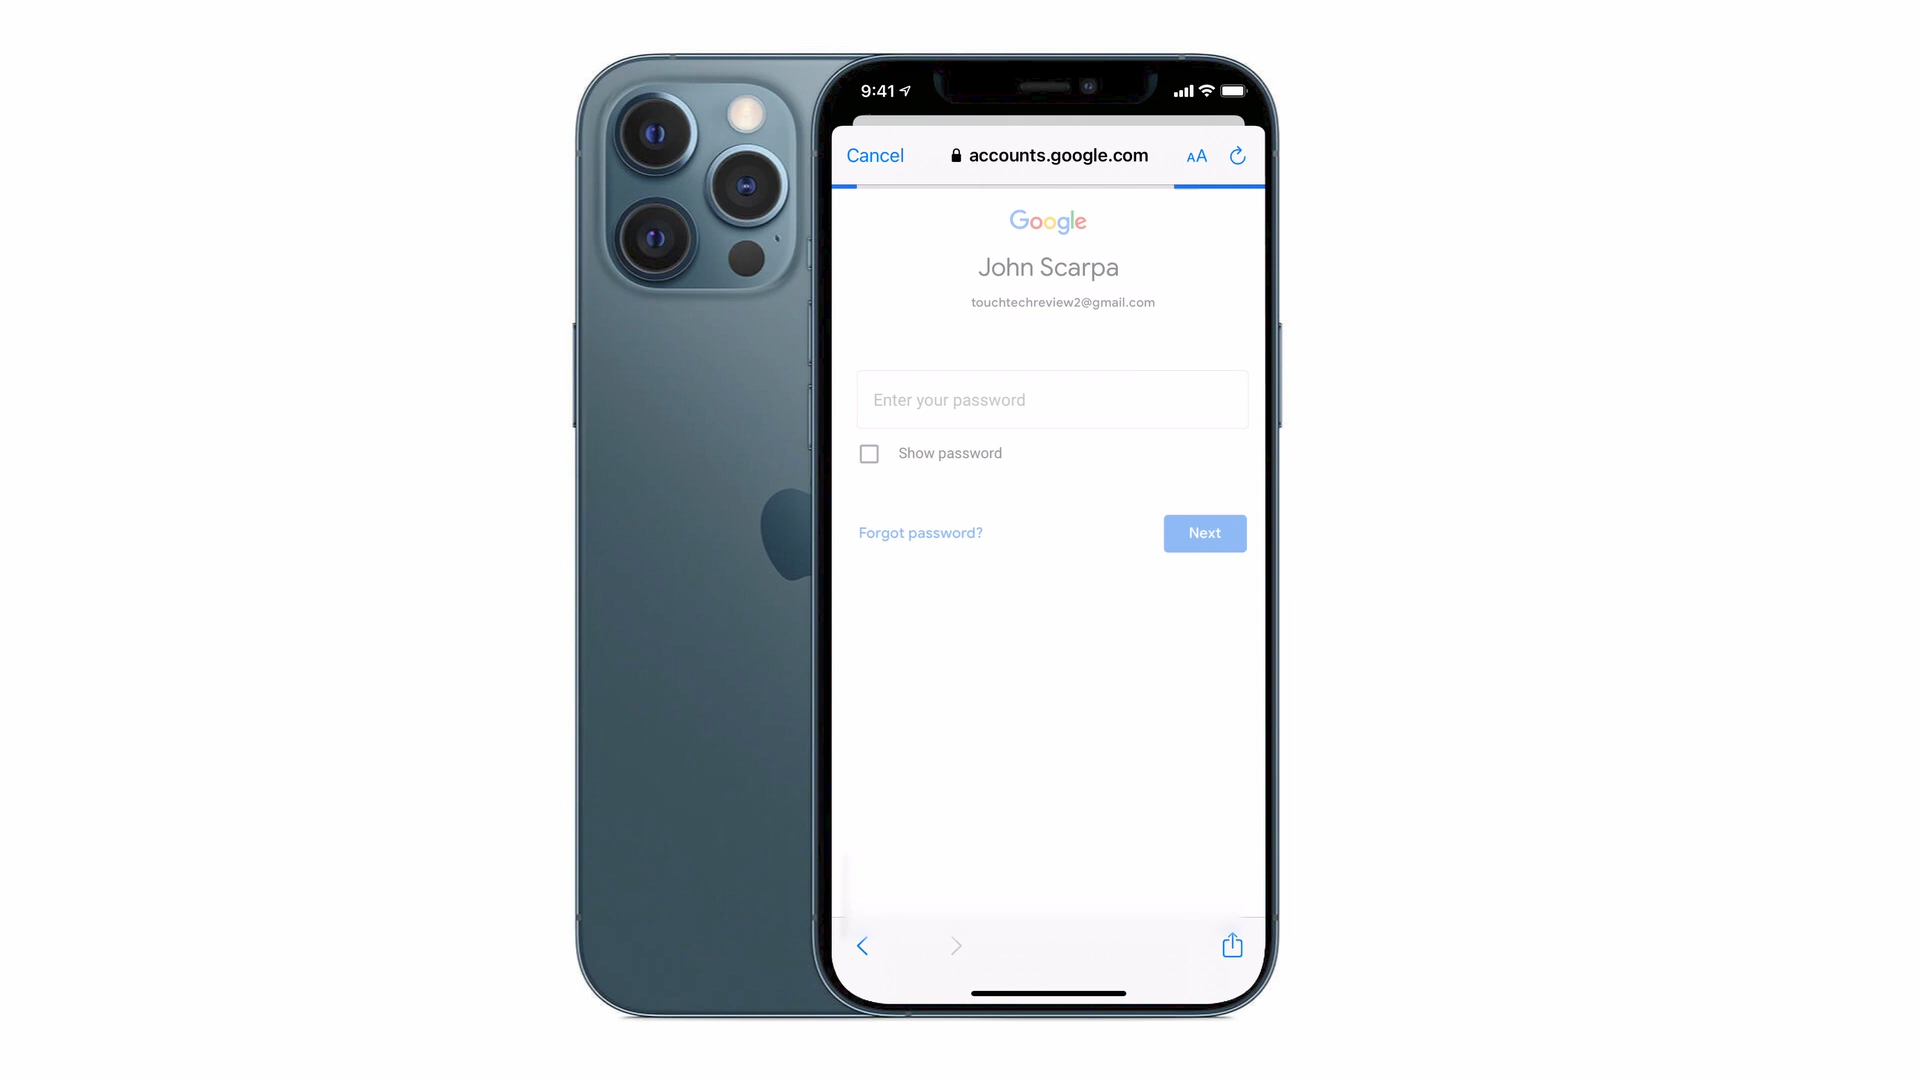 9:41
Cancel accounts.google.com AA
Google
John Scarpa
touchtechreview2@gmail.com
Enter your password
Show password
Forgot password? Next